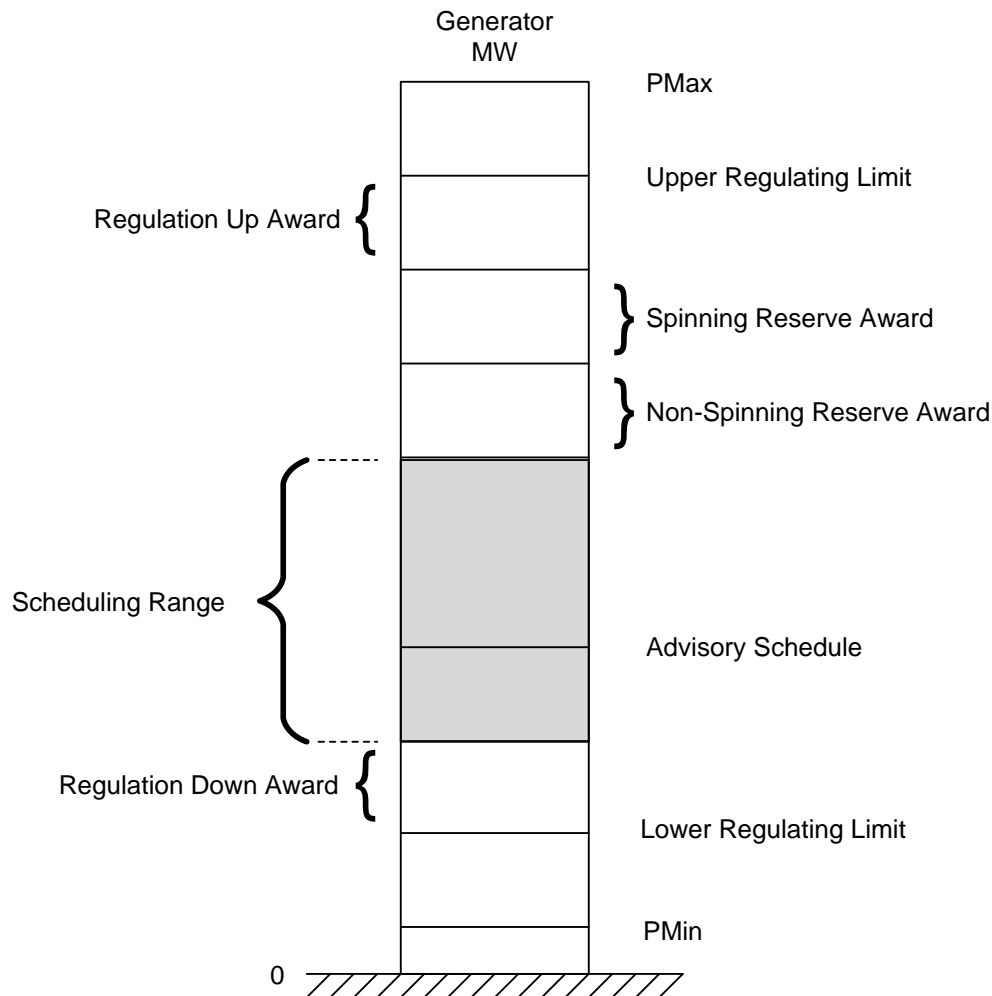 Generator
MW
PMax
Upper Regulating Limit
Regulation Up Award
Spinning Reserve Award
Non-Spinning Reserve Award
Scheduling Range
Advisory Schedule
Regulation Down Award
Lower Regulating Limit
PMin
0